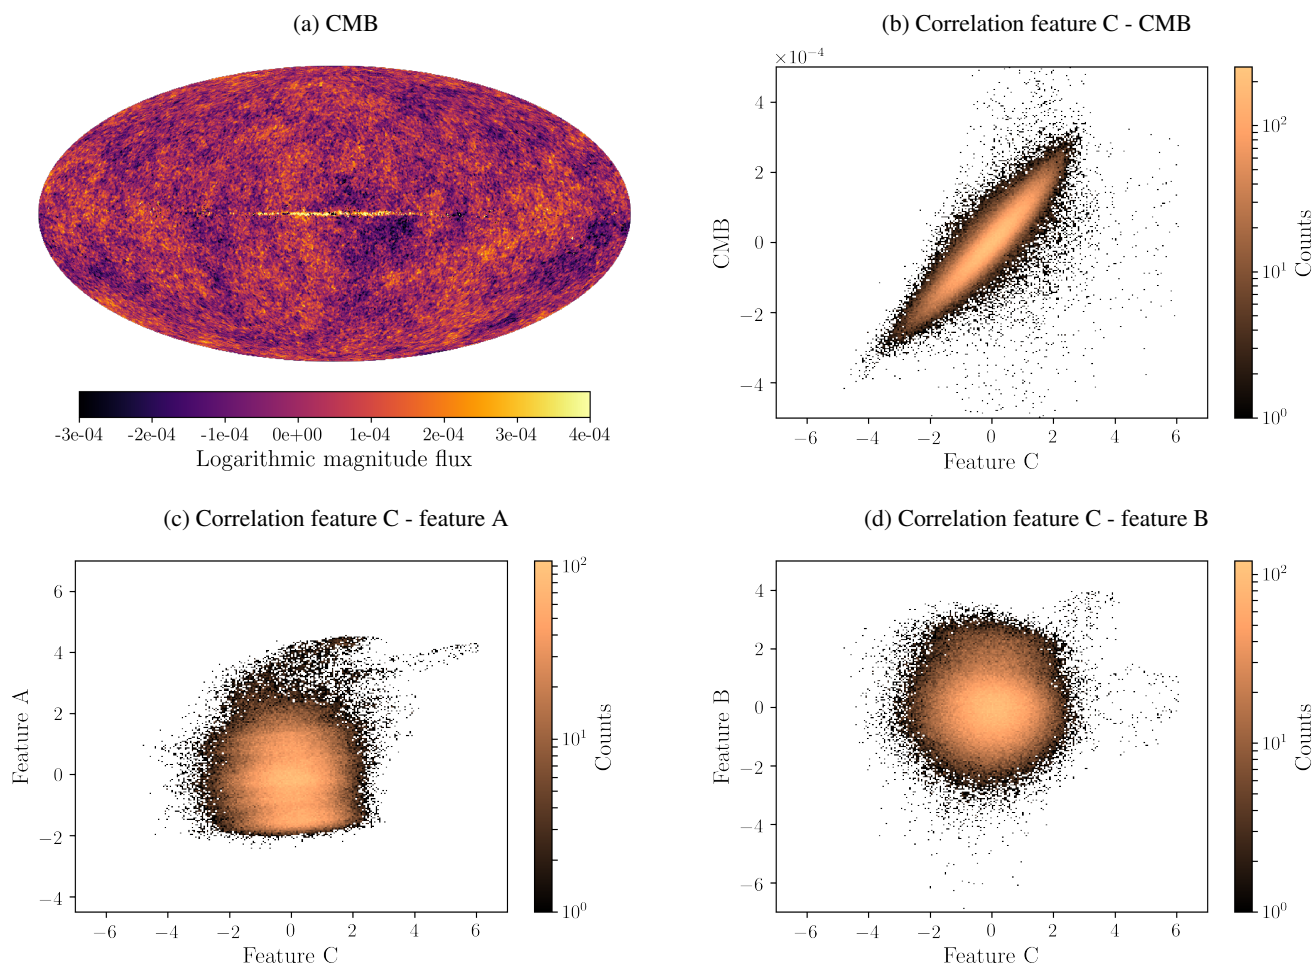 (a) CMB
-3e-04 -2e-04 -1e-04 0e+00 1e-04 2e-04 3e-04 4e-04
Logarithmic magnitude flux
(b) Correlation feature C - CMB
×10⁻⁴
4
2
0
−2
−4
CMB
−6 −4 −2 0 2 4 6
Feature C
10²
10¹
10⁰
Counts
(c) Correlation feature C - feature A
6
4
2
0
−2
−4
Feature A
−6 −4 −2 0 2 4 6
Feature C
10²
10¹
10⁰
Counts
(d) Correlation feature C - feature B
4
2
0
−2
−4
−6
Feature B
−6 −4 −2 0 2 4 6
Feature C
10²
10¹
10⁰
Counts